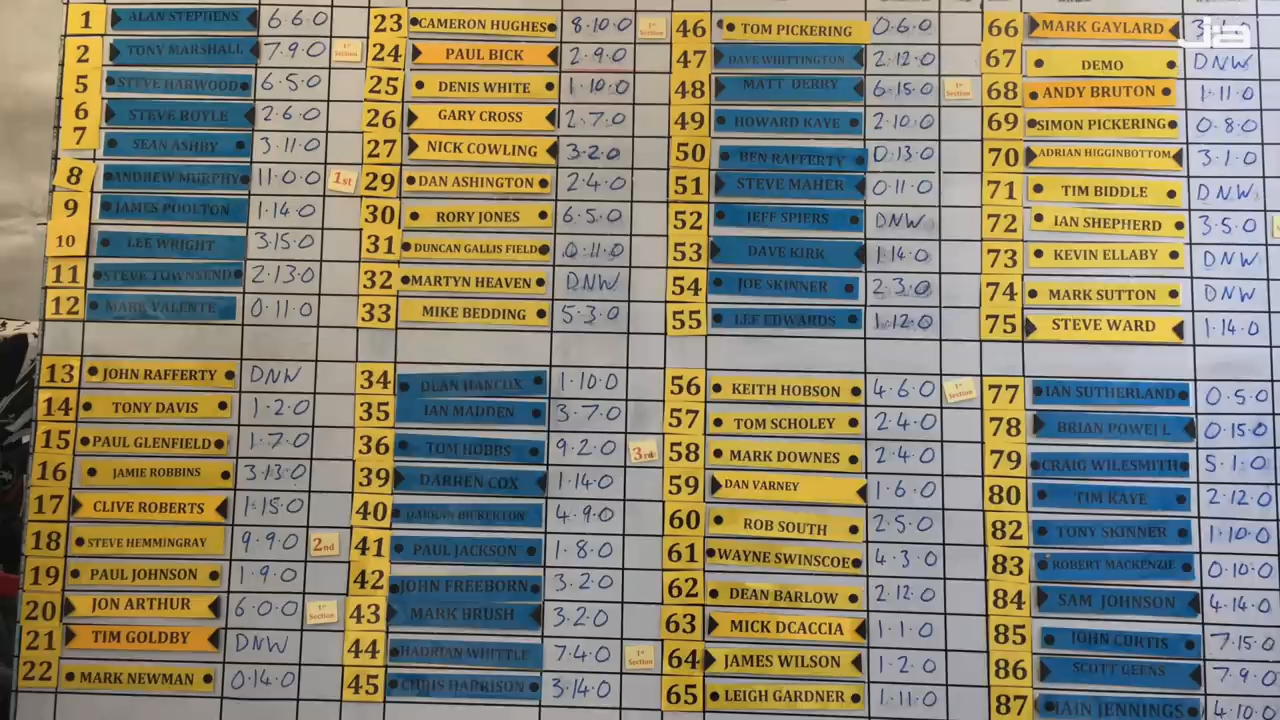 1 ALAN STEPHENS 6.6.0
2 TONY MARSHALL 7.9.0 1st Section
5 STEVE HARWOOD 6.5.0
6 STEVE ROYLE 2.6.0
7 SEAN ASHBY 3.11.0
8 ANDREW MURPHY 11.0.0 1st
9 JAMES POOLTON 1.14.0
10 LEE WRIGHT 3.15.0
11 STEVE TOWNSEND 2.13.0
12 MARK VALENTE 0.11.0
13 JOHN RAFFERTY DNW
14 TONY DAVIS 1.2.0
15 PAUL GLENFIELD 1.7.0
16 JAMIE ROBBINS 3.13.0
17 CLIVE ROBERTS 1.15.0
18 STEVE HEMMINGRAY 9.9.0 2nd
19 PAUL JOHNSON 1.9.0
20 JON ARTHUR 6.0.0 1st Section
21 TIM GOLDBY DNW
22 MARK NEWMAN 0.14.0
23 CAMERON HUGHES 8.10.0 1st Section
24 PAUL BICK 2.9.0
25 DENIS WHITE 1.10.0
26 GARY CROSS 2.7.0
27 NICK COWLING 3.2.0
29 DAN ASHINGTON 2.4.0
30 RORY JONES 6.5.0
31 DUNCAN GALLIS FIELD 0.11.0
32 MARTYN HEAVEN DNW
33 MIKE BEDDING 5.3.0
34 DEAN HANCOX 1.10.0
35 IAN MADDEN 3.7.0
36 TOM HOBBS 9.2.0 3rd
39 DARREN COX 1.14.0
40 DARRAN BICKERTON 4.9.0
41 PAUL JACKSON 1.8.0
42 JOHN FREEBORN 3.2.0
43 MARK BRUSH 3.2.0
44 HADRIAN WHITTLE 7.4.0 1st Section
45 CHRIS HARRISON 3.14.0
46 TOM PICKERING 0.6.0
47 DAVE WHITTINGTON 2.12.0
48 MATT DERRY 6.15.0 1st Section
49 HOWARD KAYE 2.10.0
50 BEN RAFFERTY 0.13.0
51 STEVE MAHER 0.11.0
52 JEFF SPIERS DNW
53 DAVE KIRK 1.14.0
54 JOE SKINNER 2.3.0
55 LEE EDWARDS 1.12.0
56 KEITH HOBSON 4.6.0 1st Section
57 TOM SCHOLEY 2.4.0
58 MARK DOWNES 2.4.0
59 DAN VARNEY 1.6.0
60 ROB SOUTH 2.5.0
61 WAYNE SWINSCOE 4.3.0
62 DEAN BARLOW 2.12.0
63 MICK DCACCIA 1.1.0
64 JAMES WILSON 1.2.0
65 LEIGH GARDNER 1.11.0
66 MARK GAYLARD
67 DEMO DNW
68 ANDY BRUTON 1.11.0
69 SIMON PICKERING 0.8.0
70 ADRIAN HIGGINBOTTOM 3.1.0
71 TIM BIDDLE DNW
72 IAN SHEPHERD 3.5.0
73 KEVIN ELLABY DNW
74 MARK SUTTON DNW
75 STEVE WARD 1.14.0
77 IAN SUTHERLAND 0.5.0
78 BRIAN POWELL 0.15.0
79 CRAIG WILESMITH 5.1.0
80 TIM KAYE 2.12.0
82 TONY SKINNER 1.10.0
83 ROBERT MACKENZIE 0.10.0
84 SAM JOHNSON 4.14.0
85 JOHN CURTIS 7.15.0
86 SCOTT GEENS 7.9.0
87 IAIN JENNINGS 4.10.0